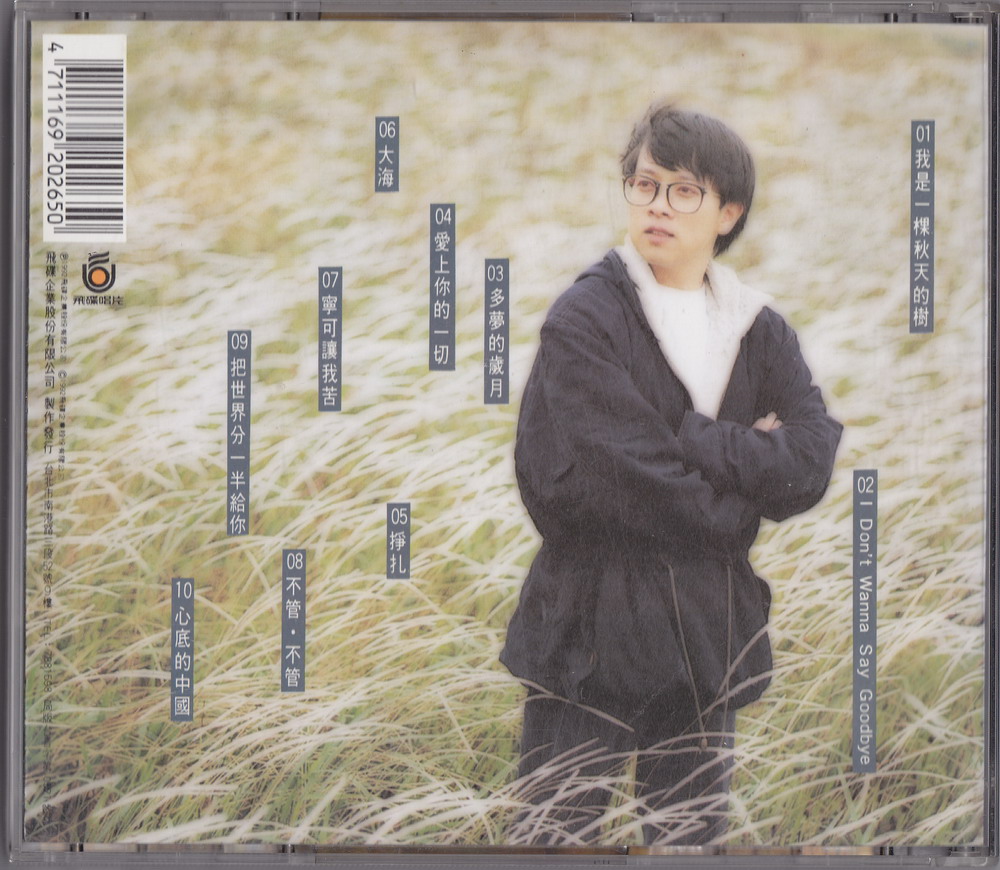 01 我是一棵秋天的樹
02 I Don't Wanna Say Goodbye
03 多夢的歲月
04 愛上你的一切
05 掙扎
06 大海
07 寧可讓我苦
08 不管・不管
09 把世界分一半給你
10 心底的中國
4 711169 202650
飛碟唱片
飛碟企業股份有限公司 製作發行